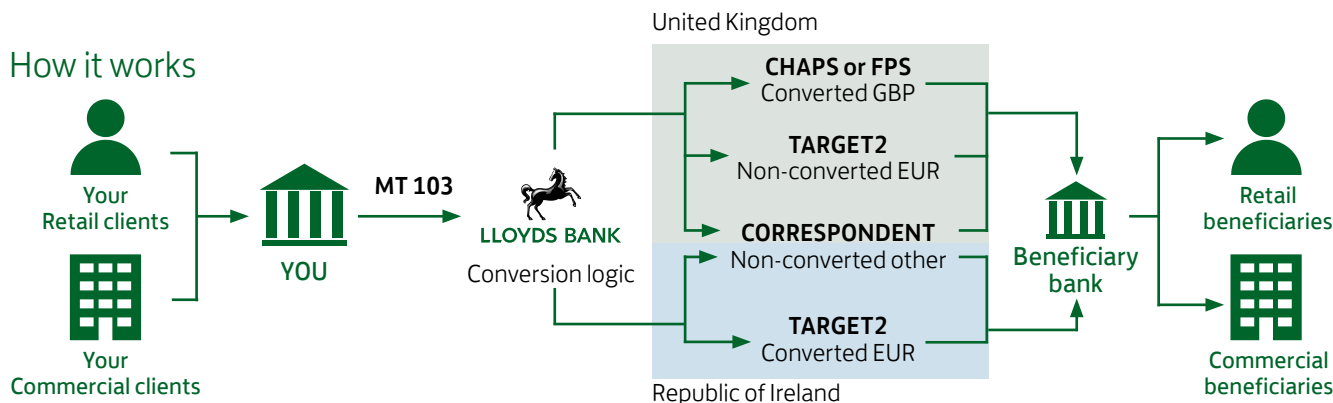 How it works
Your
Retail clients
Your
Commercial clients
YOU
MT 103
LLOYDS BANK
Conversion logic
United Kingdom
CHAPS or FPS
Converted GBP
TARGET2
Non-converted EUR
CORRESPONDENT
Non-converted other
TARGET2
Converted EUR
Republic of Ireland
Beneficiary
bank
Retail
beneficiaries
Commercial
beneficiaries